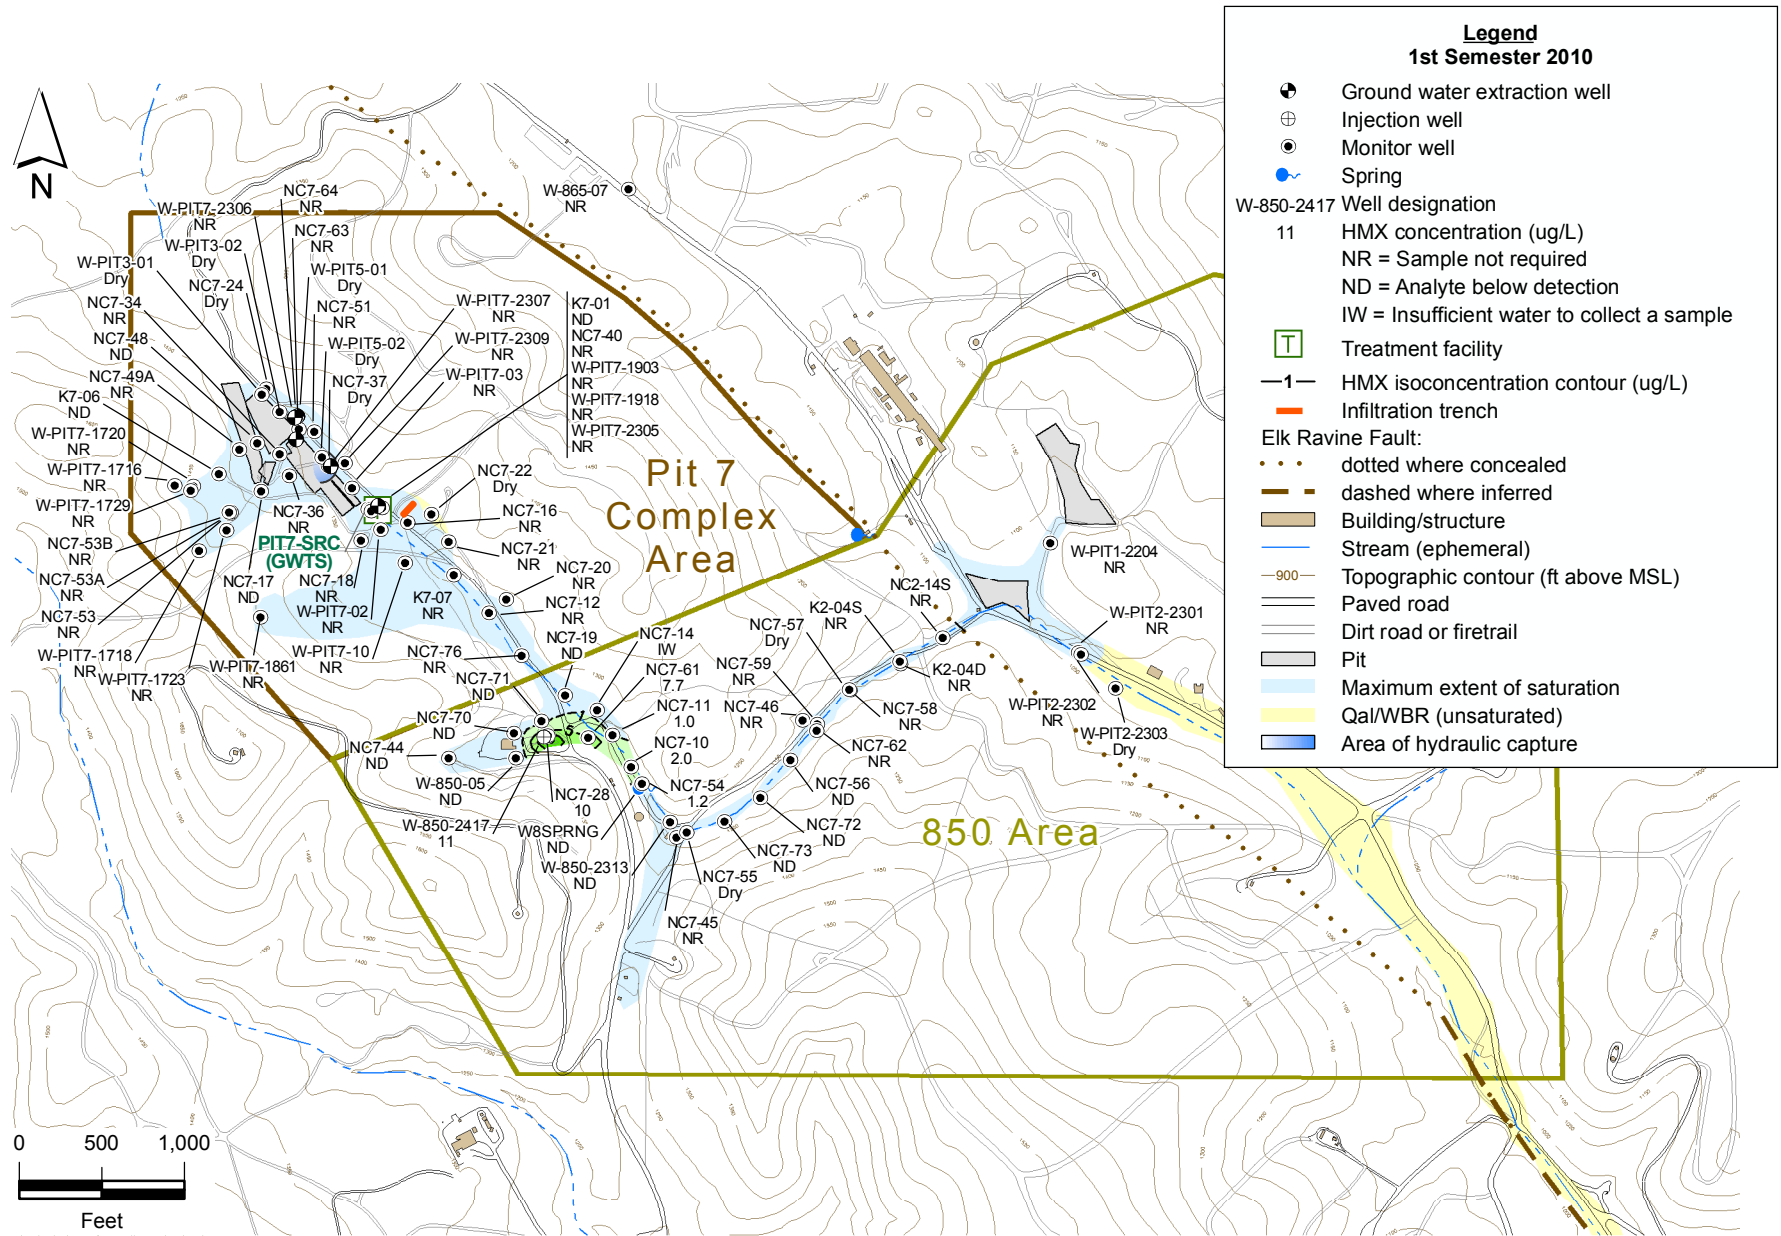 Legend
1st Semester 2010
Ground water extraction well
Injection well
Monitor well
Spring
W-850-2417 Well designation
11 HMX concentration (ug/L)
NR = Sample not required
ND = Analyte below detection
IW = Insufficient water to collect a sample
T Treatment facility
1 HMX isoconcentration contour (ug/L)
Infiltration trench
Elk Ravine Fault:
dotted where concealed
dashed where inferred
Building/structure
Stream (ephemeral)
900 Topographic contour (ft above MSL)
Paved road
Dirt road or firetrail
Pit
Maximum extent of saturation
Qal/WBR (unsaturated)
Area of hydraulic capture
N
W-865-07
NR
NC7-64
NR
W-PIT7-2306
NR
NC7-63
NR
W-PIT3-02
Dry
W-PIT3-01
Dry
W-PIT5-01
Dry
NC7-24
Dry
NC7-51
NR
NC7-34
NR
W-PIT5-02
Dry
NC7-48
ND
NC7-37
Dry
NC7-49A
NR
W-PIT7-2307
NR
W-PIT7-2309
NR
W-PIT7-03
NR
K7-01
ND
NC7-40
NR
W-PIT7-1903
NR
W-PIT7-1918
NR
W-PIT7-2305
NR
K7-06
ND
W-PIT7-1720
NR
W-PIT7-1716
NR
W-PIT7-1729
NR
NC7-53B
NR
NC7-53A
NR
NC7-53
NR
W-PIT7-1718
NR
W-PIT7-1723
NR
NC7-36
NR
PIT7-SRC
(GWTS)
NC7-17
ND
NC7-18
NR
W-PIT7-02
NR
W-PIT7-1861
NR
W-PIT7-10
NR
NC7-22
Dry
NC7-16
NR
NC7-21
NR
NC7-20
NR
K7-07
NR
NC7-12
NR
NC7-19
ND
NC7-76
NR
Pit 7
Complex
Area
NC7-14
IW
NC7-61
7.7
NC7-11
1.0
NC7-10
2.0
NC7-54
1.2
NC7-71
ND
NC7-70
ND
NC7-44
ND
W-850-05
ND
NC7-28
10
W-850-2417
11
W8SPRNG
ND
W-850-2313
ND
NC7-45
NR
NC7-55
Dry
NC7-73
ND
NC7-72
ND
NC7-56
ND
NC7-62
NR
NC7-58
NR
NC7-46
NR
NC7-59
NR
NC7-57
Dry
K2-04S
NR
K2-04D
NR
NC2-14S
NR
W-PIT1-2204
NR
W-PIT2-2301
NR
W-PIT2-2302
NR
W-PIT2-2303
Dry
850 Area
1
5
0 500 1,000
Feet